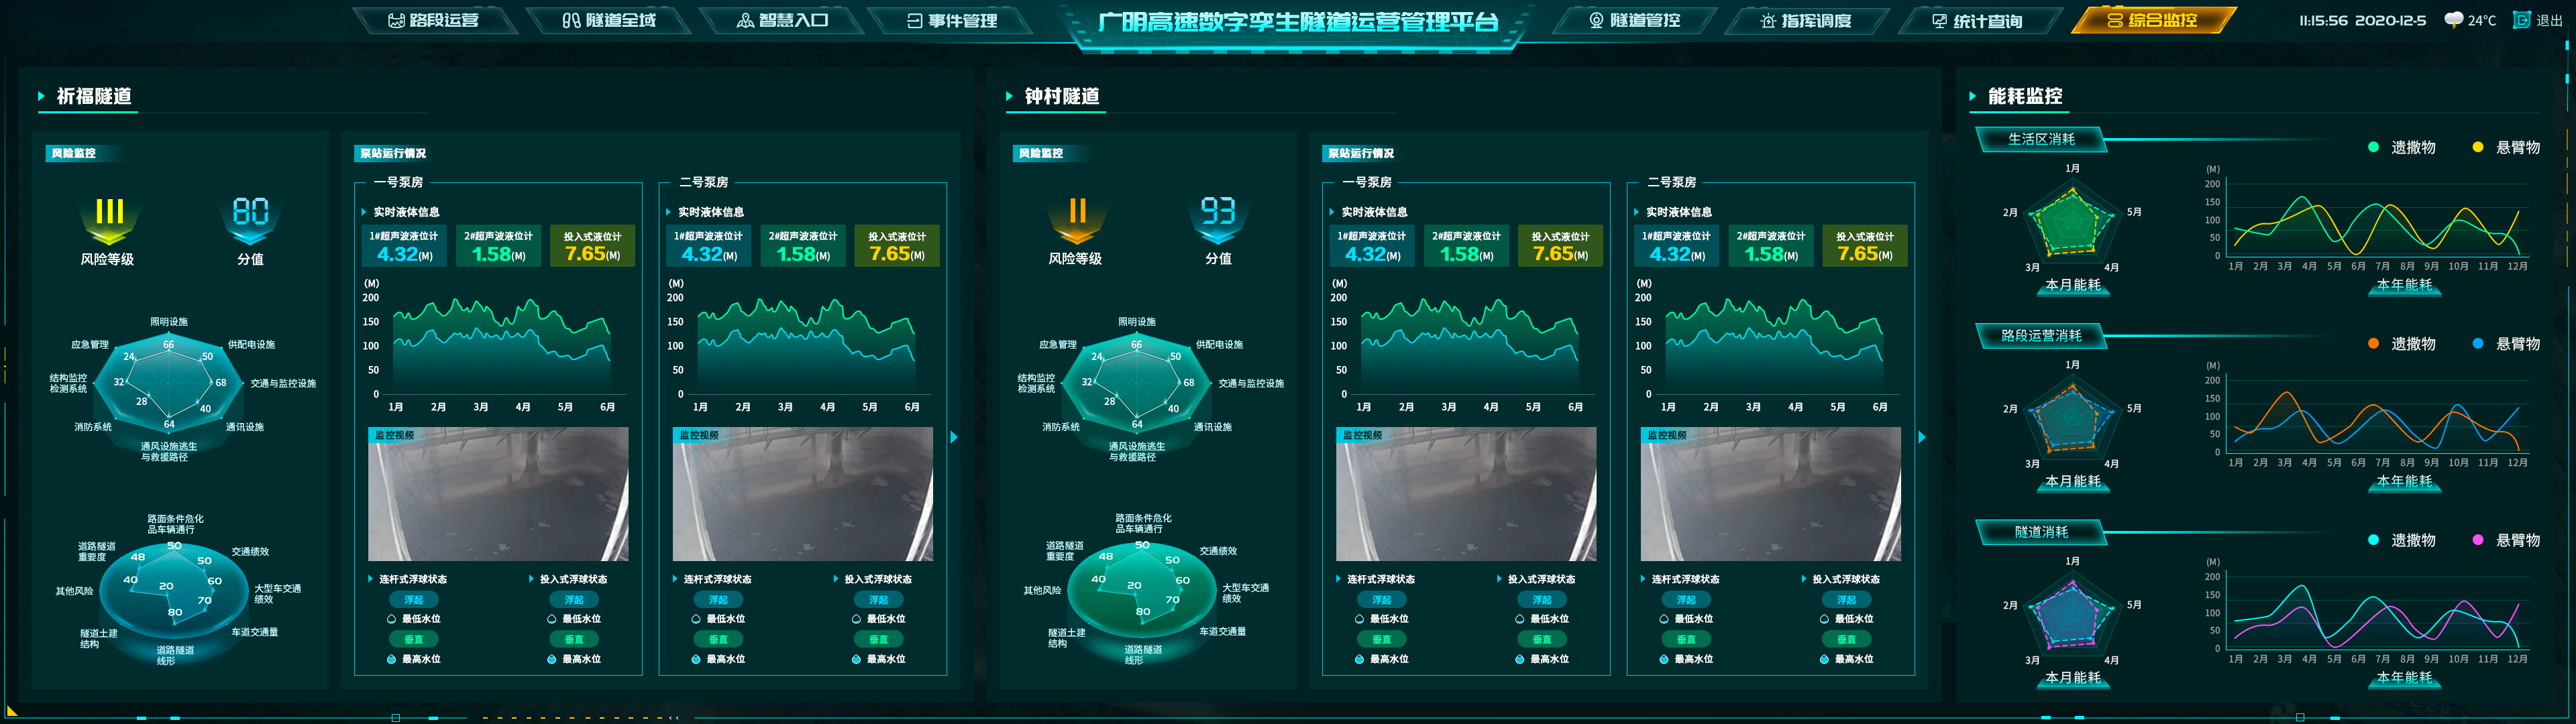 路段运营
隧道全域
智慧入口
事件管理
广明高速数字孪生隧道运营管理平台
隧道管控
指挥调度
统计查询
综合监控
11:15:56 2020-12-5
24℃
退出
祈福隧道
风险监控
III
80
风险等级
分值
照明设施
应急管理
供配电设施
结构监控
检测系统
交通与监控设施
消防系统
通讯设施
通风设施逃生
与救援路径
66
24
50
32
68
28
40
64
路面条件危化
品车辆通行
道路隧道
重要度
交通绩效
其他风险
大型车交通
绩效
隧道土建
结构
车道交通量
道路隧道
线形
50
48
50
40
20
60
70
80
泵站运行情况
一号泵房
实时液体信息
1#超声波液位计
4.32(M)
2#超声波液位计
1.58(M)
投入式液位计
7.65(M)
(M)
200
150
100
50
0
1月 2月 3月 4月 5月 6月
监控视频
连杆式浮球状态
投入式浮球状态
浮起
浮起
最低水位
最低水位
垂直
垂直
最高水位
最高水位
二号泵房
实时液体信息
1#超声波液位计
4.32(M)
2#超声波液位计
1.58(M)
投入式液位计
7.65(M)
(M)
200
150
100
50
0
1月 2月 3月 4月 5月 6月
监控视频
连杆式浮球状态
投入式浮球状态
浮起
浮起
最低水位
最低水位
垂直
垂直
最高水位
最高水位
钟村隧道
风险监控
II
93
风险等级
分值
照明设施
应急管理
供配电设施
结构监控
检测系统
交通与监控设施
消防系统
通讯设施
通风设施逃生
与救援路径
66
24
50
32
68
28
40
64
路面条件危化
品车辆通行
道路隧道
重要度
交通绩效
其他风险
大型车交通
绩效
隧道土建
结构
车道交通量
道路隧道
线形
50
48
50
40
20
60
70
80
泵站运行情况
一号泵房
实时液体信息
1#超声波液位计
4.32(M)
2#超声波液位计
1.58(M)
投入式液位计
7.65(M)
(M)
200
150
100
50
0
1月 2月 3月 4月 5月 6月
监控视频
连杆式浮球状态
投入式浮球状态
浮起
浮起
最低水位
最低水位
垂直
垂直
最高水位
最高水位
二号泵房
实时液体信息
1#超声波液位计
4.32(M)
2#超声波液位计
1.58(M)
投入式液位计
7.65(M)
(M)
200
150
100
50
0
1月 2月 3月 4月 5月 6月
监控视频
连杆式浮球状态
投入式浮球状态
浮起
浮起
最低水位
最低水位
垂直
垂直
最高水位
最高水位
能耗监控
生活区消耗
遗撒物
悬臂物
1月
2月
5月
3月
4月
本月能耗
(M)
200
150
100
50
0
1月 2月 3月 4月 5月 6月 7月 8月 9月 10月 11月 12月
本年能耗
路段运营消耗
遗撒物
悬臂物
1月
2月
5月
3月
4月
本月能耗
(M)
200
150
100
50
0
1月 2月 3月 4月 5月 6月 7月 8月 9月 10月 11月 12月
本年能耗
隧道消耗
遗撒物
悬臂物
1月
2月
5月
3月
4月
本月能耗
(M)
200
150
100
50
0
1月 2月 3月 4月 5月 6月 7月 8月 9月 10月 11月 12月
本年能耗